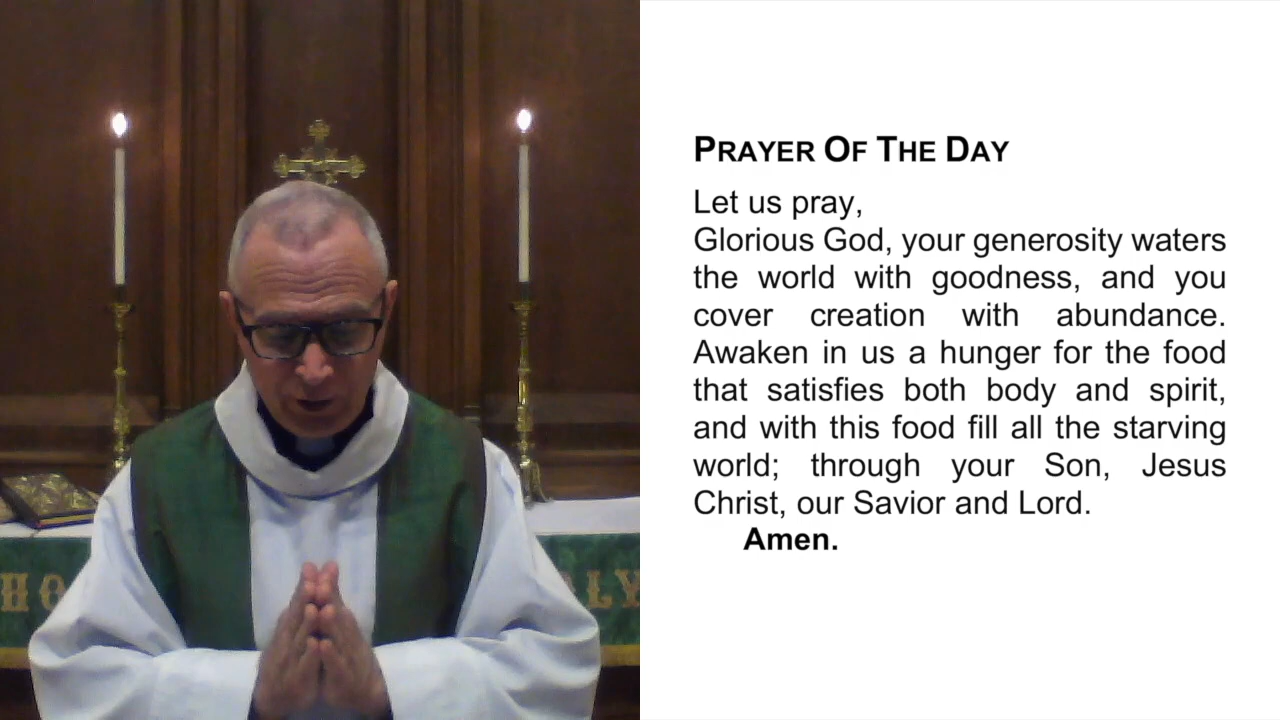 PRAYER OF THE DAY
Let us pray,
Glorious God, your generosity waters
the world with goodness, and you
cover creation with abundance.
Awaken in us a hunger for the food
that satisfies both body and spirit,
and with this food fill all the starving
world; through your Son, Jesus
Christ, our Savior and Lord.
Amen.
HO LY